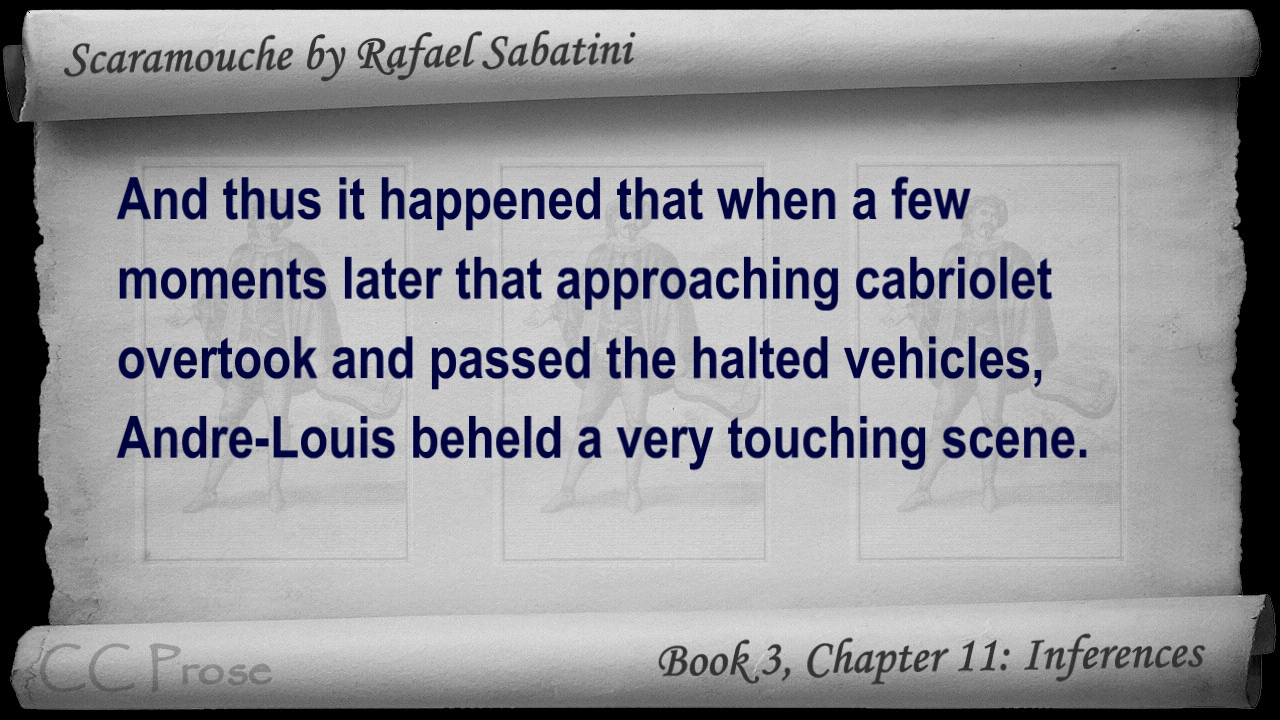 Scaramouche by Rafael Sabatini
And thus it happened that when a few
moments later that approaching cabriolet
overtook and passed the halted vehicles,
Andre-Louis beheld a very touching scene.
CC Prose
Book 3, Chapter 11: Inferences